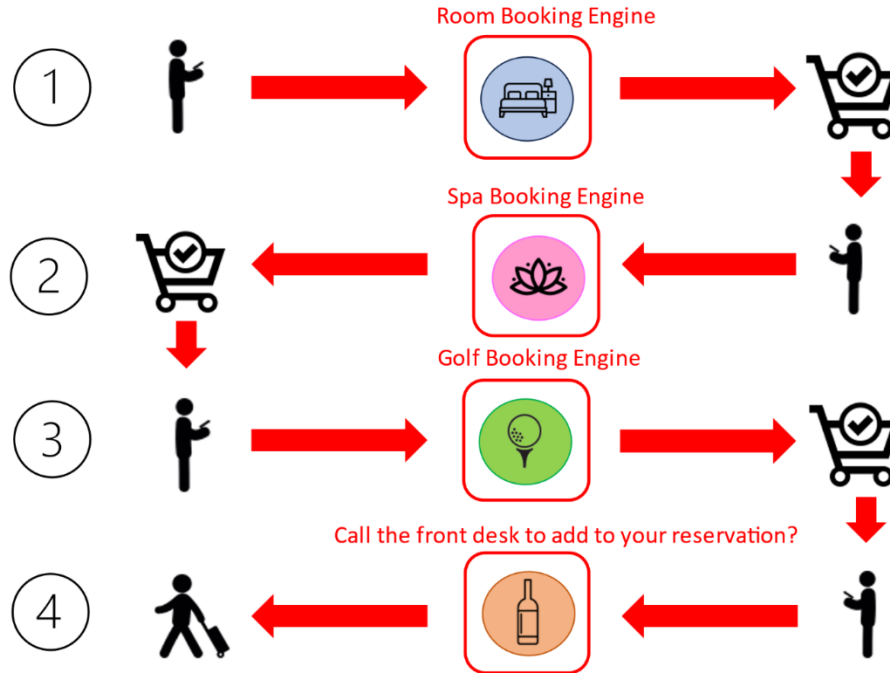 Room Booking Engine
1
Spa Booking Engine
2
Golf Booking Engine
3
Call the front desk to add to your reservation?
4